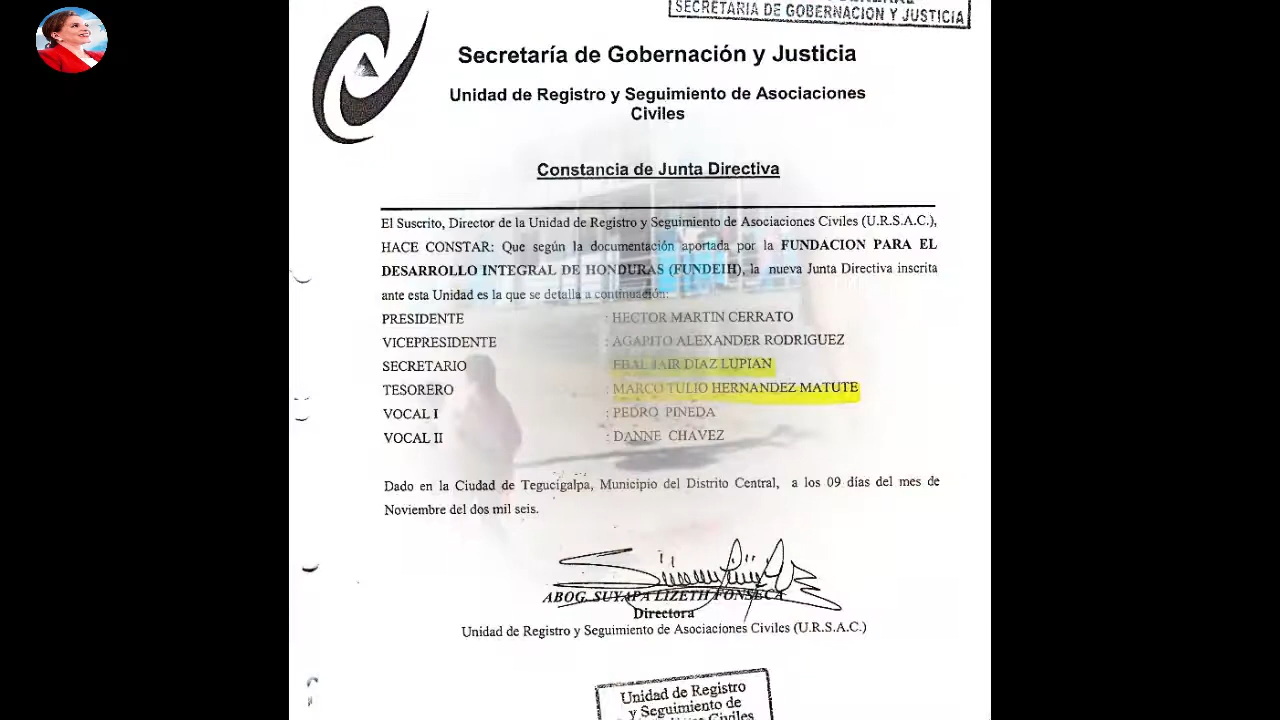 SECRETARIA DE GOBERNACION Y JUSTICIA
Secretaría de Gobernación y Justicia
Unidad de Registro y Seguimiento de Asociaciones
Civiles
Constancia de Junta Directiva
El Suscrito, Director de la Unidad de Registro y Seguimiento de Asociaciones Civiles (U.R.S.A.C.),
HACE CONSTAR: Que según la documentación aportada por la FUNDACION PARA EL
DESARROLLO INTEGRAL DE HONDURAS (FUNDEIH), la nueva Junta Directiva inscrita
ante esta Unidad es la que se detalla a continuación:
PRESIDENTE : HECTOR MARTIN CERRATO
VICEPRESIDENTE : AGAPITO ALEXANDER RODRIGUEZ
SECRETARIO : EBAL JAIR DIAZ LUPIAN
TESORERO : MARCO TULIO HERNANDEZ MATUTE
VOCAL I : PEDRO PINEDA
VOCAL II : DANNE CHAVEZ
Dado en la Ciudad de Tegucigalpa, Municipio del Distrito Central, a los 09 días del mes de
Noviembre del dos mil seis.
ABOG. SUYAPA LIZETH FONSECA
Directora
Unidad de Registro y Seguimiento de Asociaciones Civiles (U.R.S.A.C.)
Unidad de Registro
y Seguimiento de
Civiles